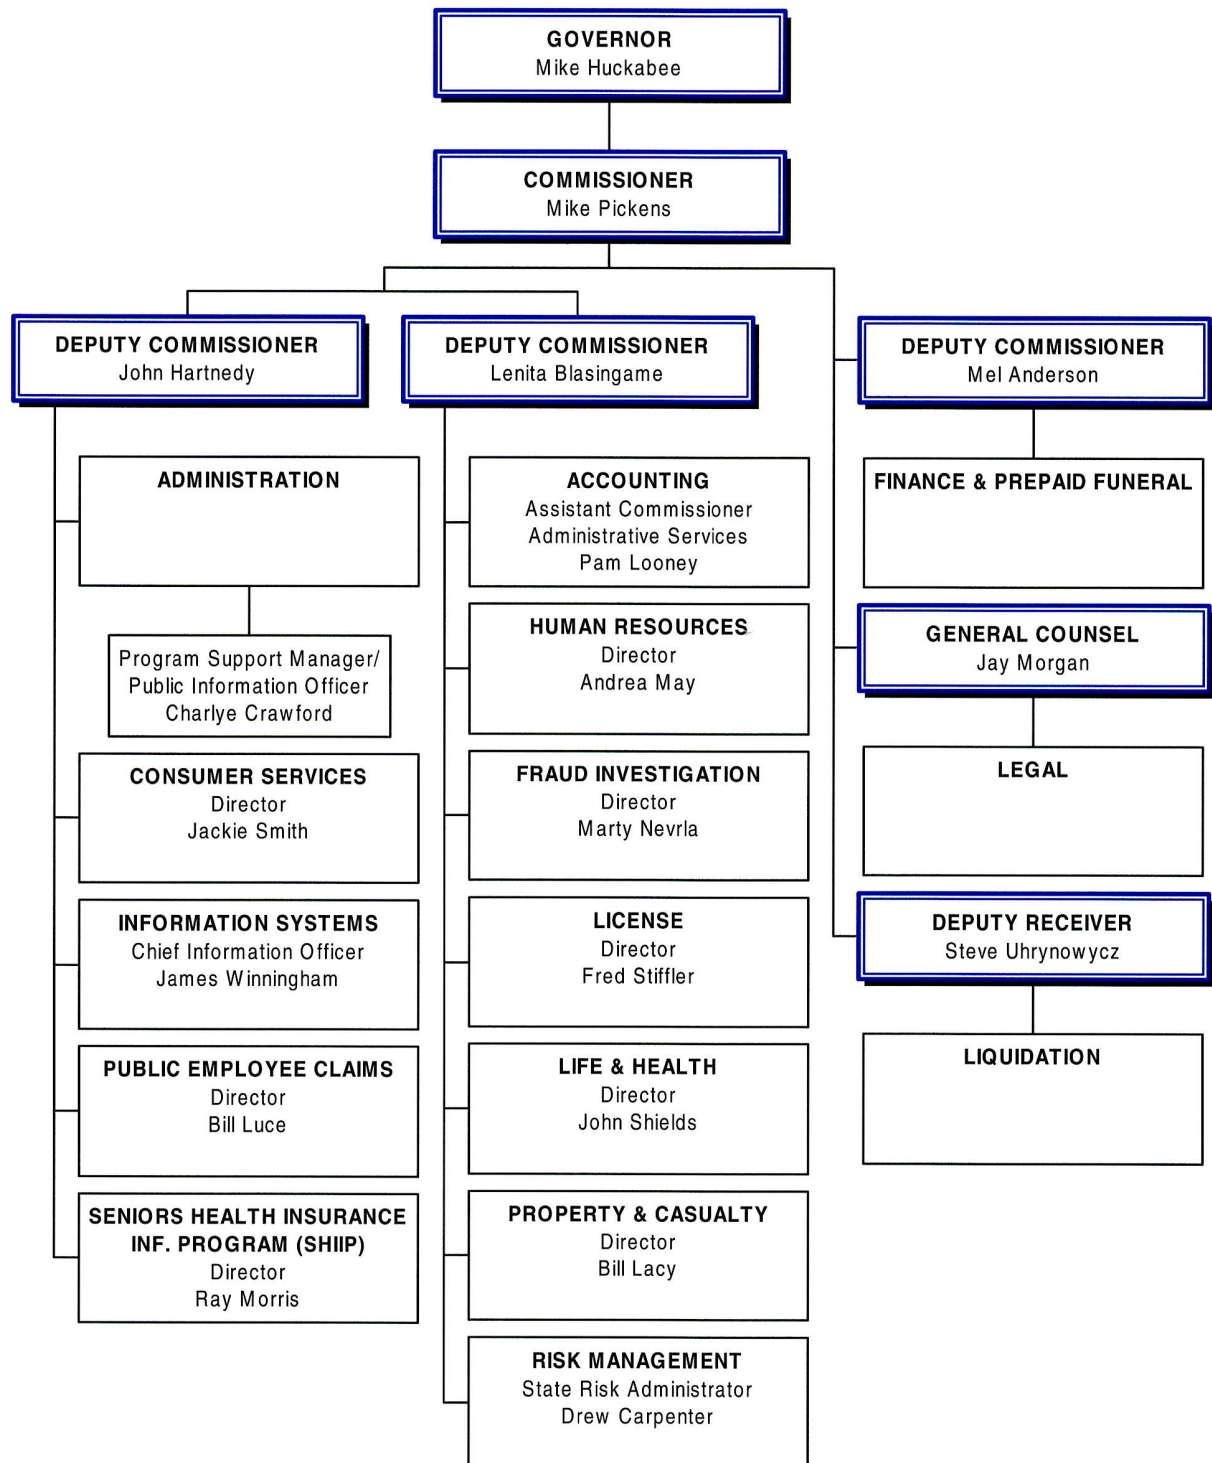 GOVERNOR
Mike Huckabee
COMMISSIONER
Mike Pickens
DEPUTY COMMISSIONER
John Hartnedy
ADMINISTRATION
Program Support Manager/
Public Information Officer
Charlye Crawford
CONSUMER SERVICES
Director
Jackie Smith
INFORMATION SYSTEMS
Chief Information Officer
James Winningham
PUBLIC EMPLOYEE CLAIMS
Director
Bill Luce
SENIORS HEALTH INSURANCE
INF. PROGRAM (SHIIP)
Director
Ray Morris
DEPUTY COMMISSIONER
Lenita Blasingame
ACCOUNTING
Assistant Commissioner
Administrative Services
Pam Looney
HUMAN RESOURCES
Director
Andrea May
FRAUD INVESTIGATION
Director
Marty Nevrla
LICENSE
Director
Fred Stiffler
LIFE & HEALTH
Director
John Shields
PROPERTY & CASUALTY
Director
Bill Lacy
RISK MANAGEMENT
State Risk Administrator
Drew Carpenter
DEPUTY COMMISSIONER
Mel Anderson
FINANCE & PREPAID FUNERAL
GENERAL COUNSEL
Jay Morgan
LEGAL
DEPUTY RECEIVER
Steve Uhrynowycz
LIQUIDATION